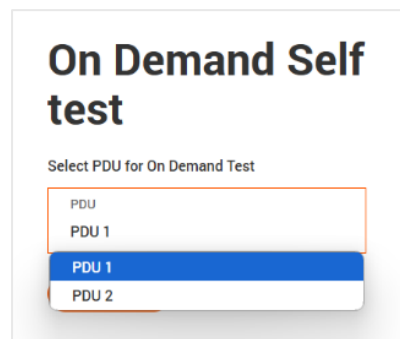 On Demand Self
test
Select PDU for On Demand Test
PDU
PDU 1
PDU 1
PDU 2